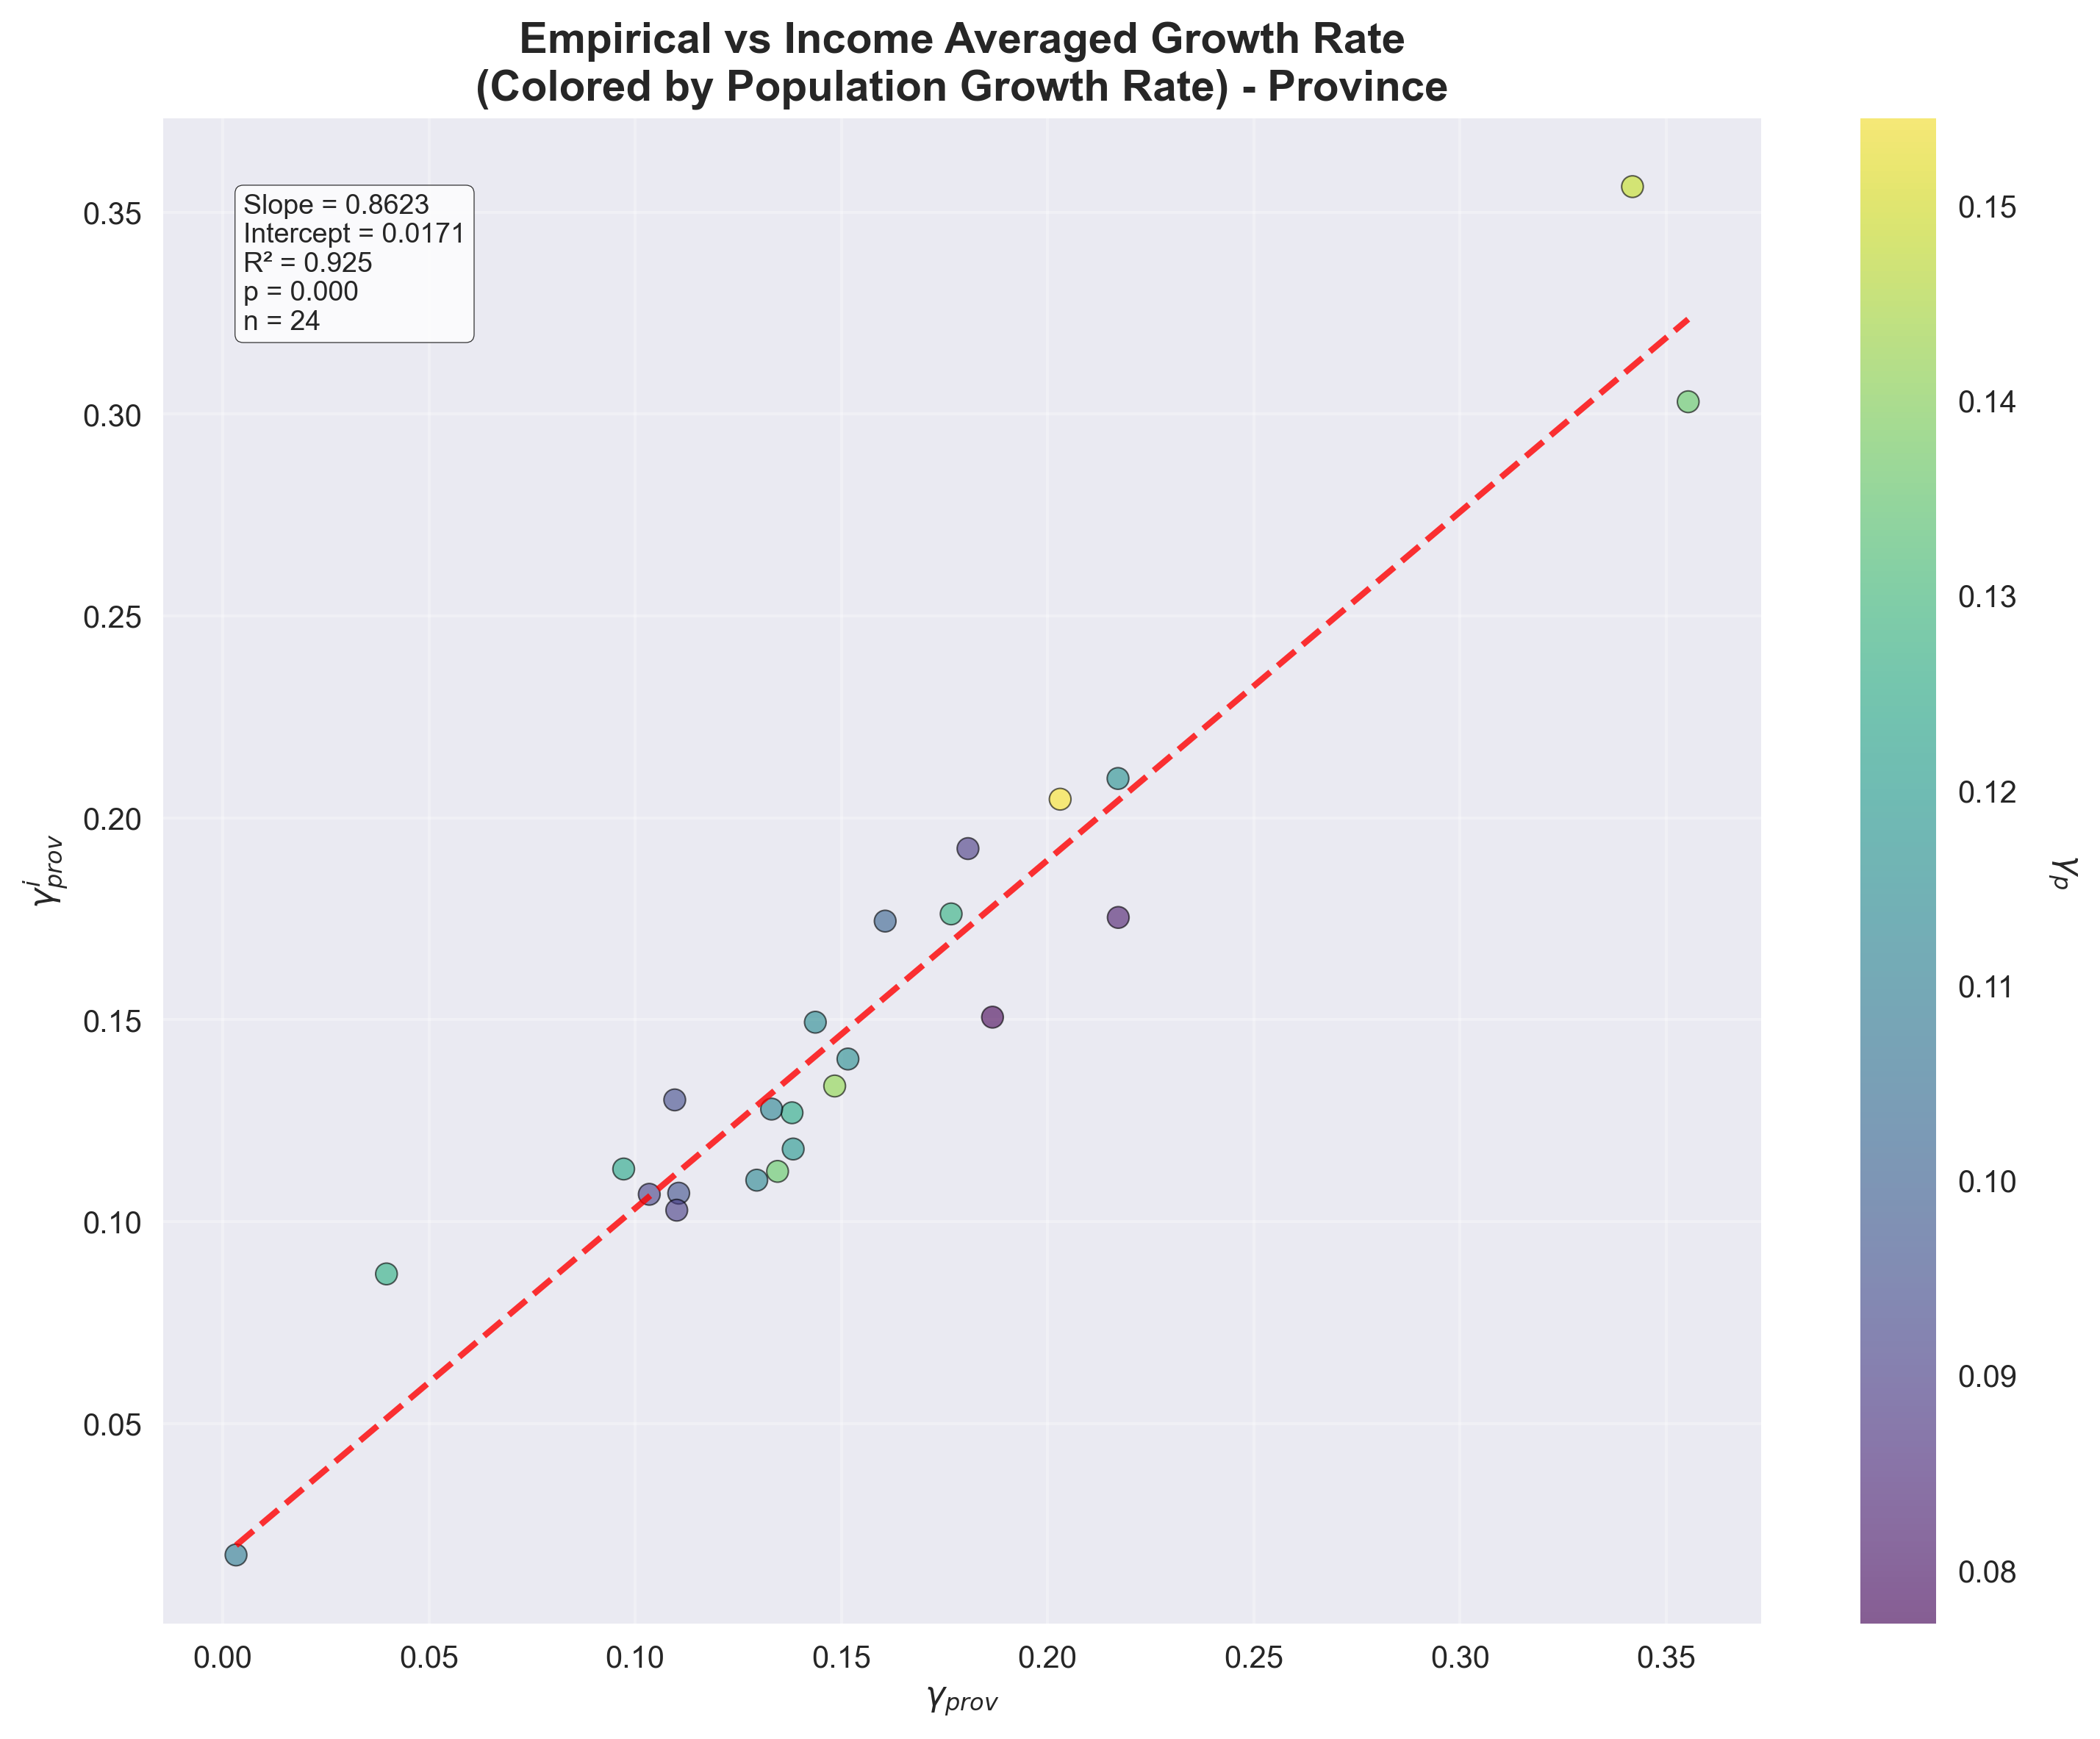 Empirical vs Income Averaged Growth Rate
(Colored by Population Growth Rate) - Province
Slope = 0.8623
Intercept = 0.0171
R² = 0.925
p = 0.000
n = 24
0.35
0.30
0.25
0.20
0.15
0.10
0.05
γ^i_prov
0.00
0.05
0.10
0.15
0.20
0.25
0.30
0.35
γ_prov
0.15
0.14
0.13
0.12
0.11
0.10
0.09
0.08
γ_p